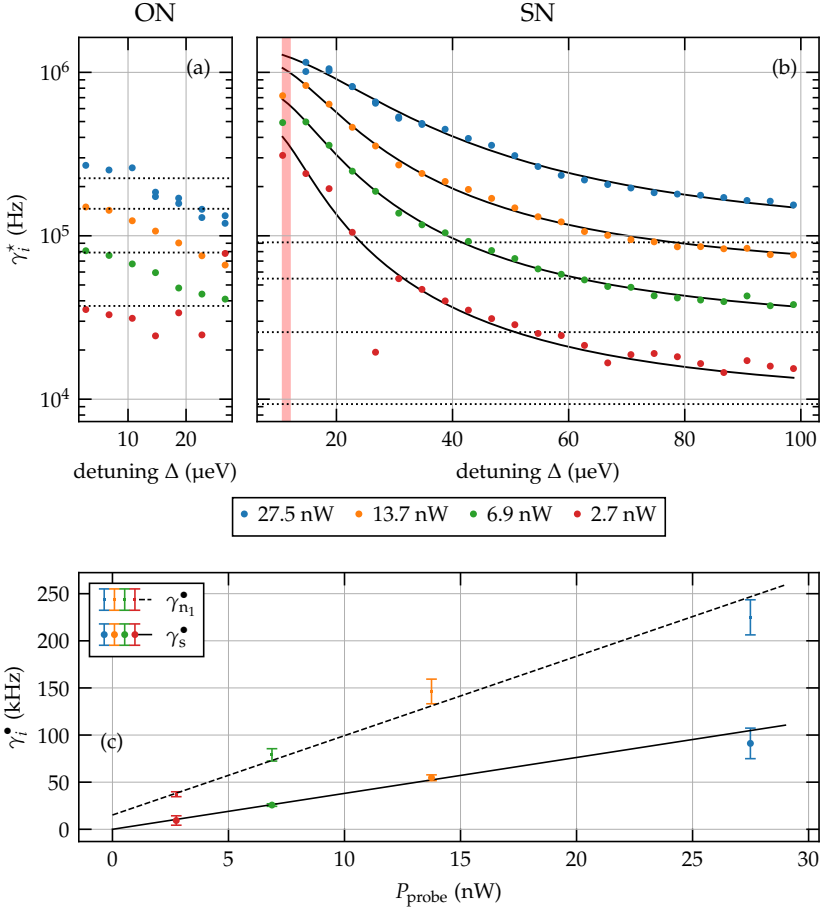 ON SN
(a) (b)
10⁶
10⁵
10⁴
γᵢ* (Hz)
10 20
20 40 60 80 100
detuning Δ (µeV) detuning Δ (µeV)
27.5 nW 13.7 nW 6.9 nW 2.7 nW
γₙ₁•
γₛ•
250
200
150
100
50
0
γᵢ• (kHz)
(c)
0 5 10 15 20 25 30
P_probe (nW)